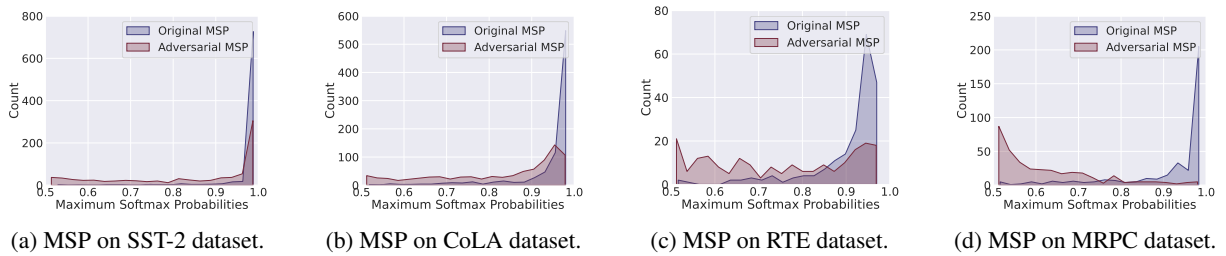 800
600
400
200
0
Count
0.5 0.6 0.7 0.8 0.9 1.0
Maximum Softmax Probabilities
Original MSP
Adversarial MSP
(a) MSP on SST-2 dataset.
600
500
400
300
200
100
0
Count
0.5 0.6 0.7 0.8 0.9 1.0
Maximum Softmax Probabilities
Original MSP
Adversarial MSP
(b) MSP on CoLA dataset.
80
60
40
20
0
Count
0.5 0.6 0.7 0.8 0.9 1.0
Maximum Softmax Probabilities
Original MSP
Adversarial MSP
(c) MSP on RTE dataset.
250
200
150
100
50
0
Count
0.5 0.6 0.7 0.8 0.9 1.0
Maximum Softmax Probabilities
Original MSP
Adversarial MSP
(d) MSP on MRPC dataset.